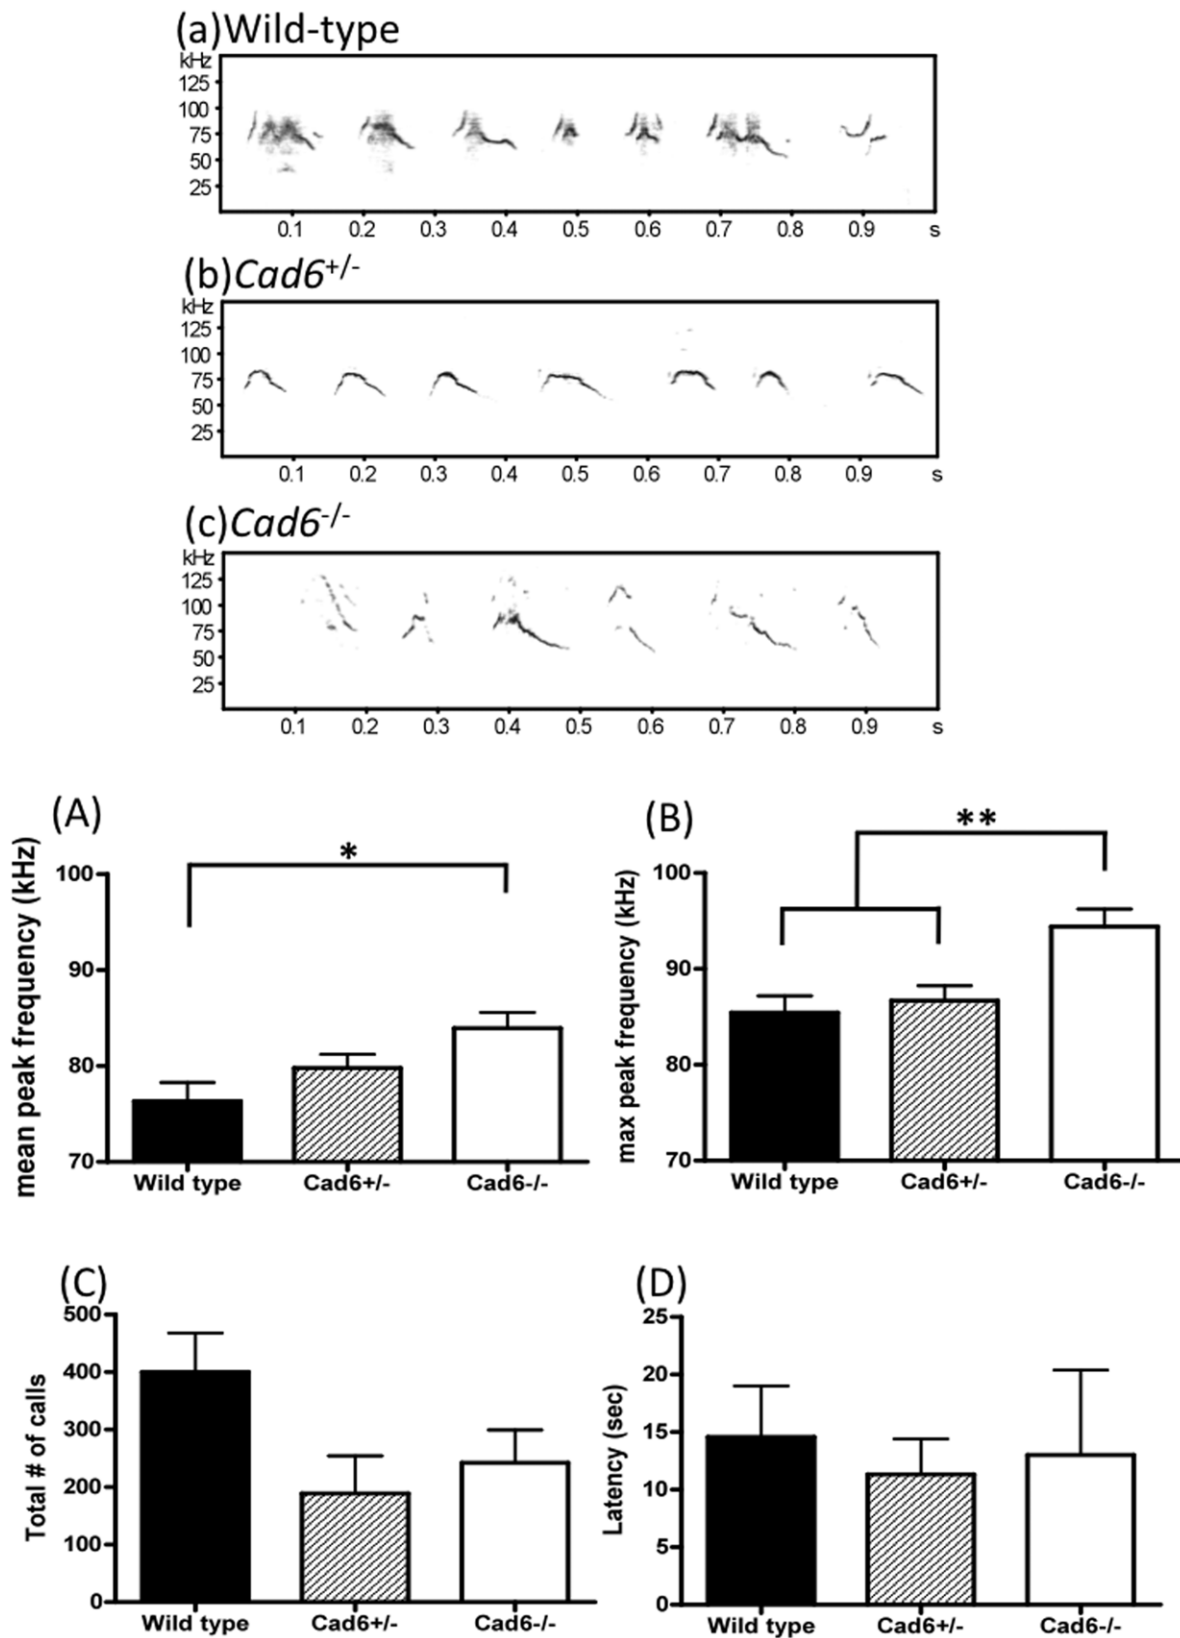 (a)Wild-type
kHz
125
100
75
50
25
0.1 0.2 0.3 0.4 0.5 0.6 0.7 0.8 0.9 s
(b)Cad6+/-
kHz
125
100
75
50
25
0.1 0.2 0.3 0.4 0.5 0.6 0.7 0.8 0.9 s
(c)Cad6-/-
kHz
125
100
75
50
25
0.1 0.2 0.3 0.4 0.5 0.6 0.7 0.8 0.9 s
(A)
mean peak frequency (kHz)
*
100
90
80
70
Wild type Cad6+/- Cad6-/-
(B)
max peak frequency (kHz)
**
100
90
80
70
Wild type Cad6+/- Cad6-/-
(C)
Total # of calls
500
400
300
200
100
0
Wild type Cad6+/- Cad6-/-
(D)
Latency (sec)
25
20
15
10
5
0
Wild type Cad6+/- Cad6-/-